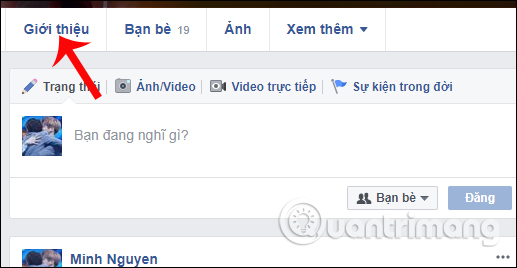 Giới thiệu Bạn bè 19 Ảnh Xem thêm
Trạng thái Ảnh/Video Video trực tiếp Sự kiện trong đời
Bạn đang nghĩ gì?
Bạn bè Đăng
Quantrimang
Minh Nguyen